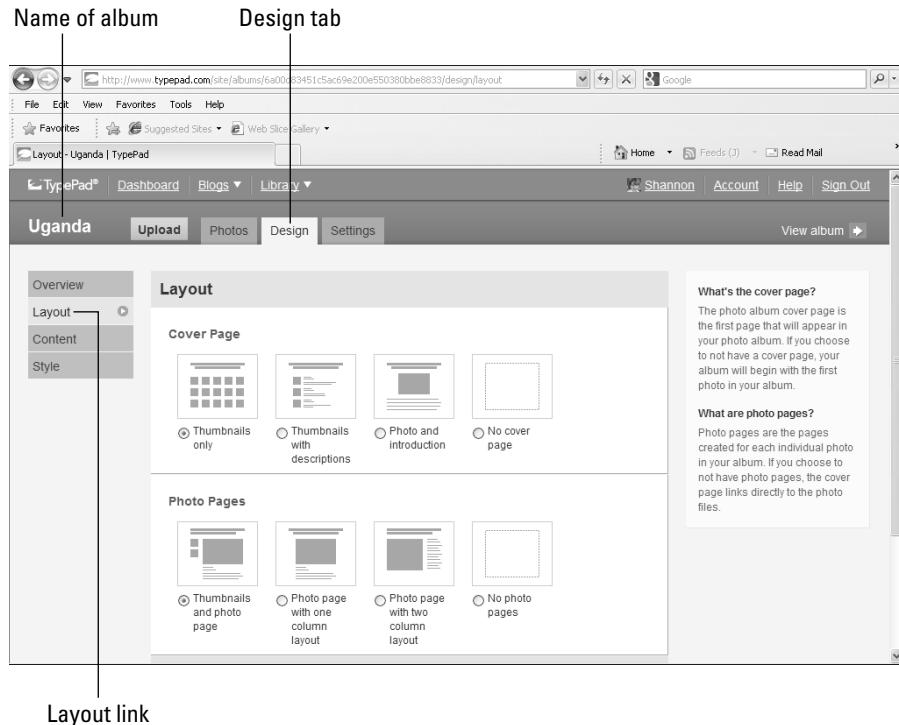 Name of album Design tab
http://www.typepad.com/site/albums/6a00d83451c5ac69e200e550380bbe8833/design/layout Google
File Edit View Favorites Tools Help
Favorites Suggested Sites Web Slice Gallery
Layout - Uganda | TypePad Home Feeds (J) Read Mail »
TypePad® Dashboard Blogs Library Shannon Account Help Sign Out
Uganda Upload Photos Design Settings View album
Overview
Layout
Content
Style
Layout
Cover Page
Thumbnails only
Thumbnails with descriptions
Photo and introduction
No cover page
Photo Pages
Thumbnails and photo page
Photo page with one column layout
Photo page with two column layout
No photo pages
What's the cover page?
The photo album cover page is
the first page that will appear in
your photo album. If you choose
to not have a cover page, your
album will begin with the first
photo in your album.
What are photo pages?
Photo pages are the pages
created for each individual photo
in your album. If you choose to
not have photo pages, the cover
page links directly to the photo
files.
Layout link